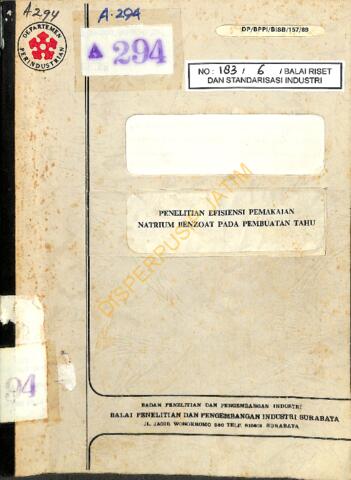 A294
A-294
DEPARTEMEN
PERINDUSTRIAN
A 294
DP/BPPI/BISB/157/89
NO: 183 / 6 / BALAI RISET
DAN STANDARISASI INDUSTRI
PENELITIAN EFISIENSI PEMAKAIAN
NATRIUM BENZOAT PADA PEMBUATAN TAHU
DISPERPUSIP JATIM
94
BADAN PENELITIAN DAN PENGEMBANGAN INDUSTRI
BALAI PENELITIAN DAN PENGEMBANGAN INDUSTRI SURABAYA
JL. JAGIR WONOKROMO 360 TELP. SURABAYA